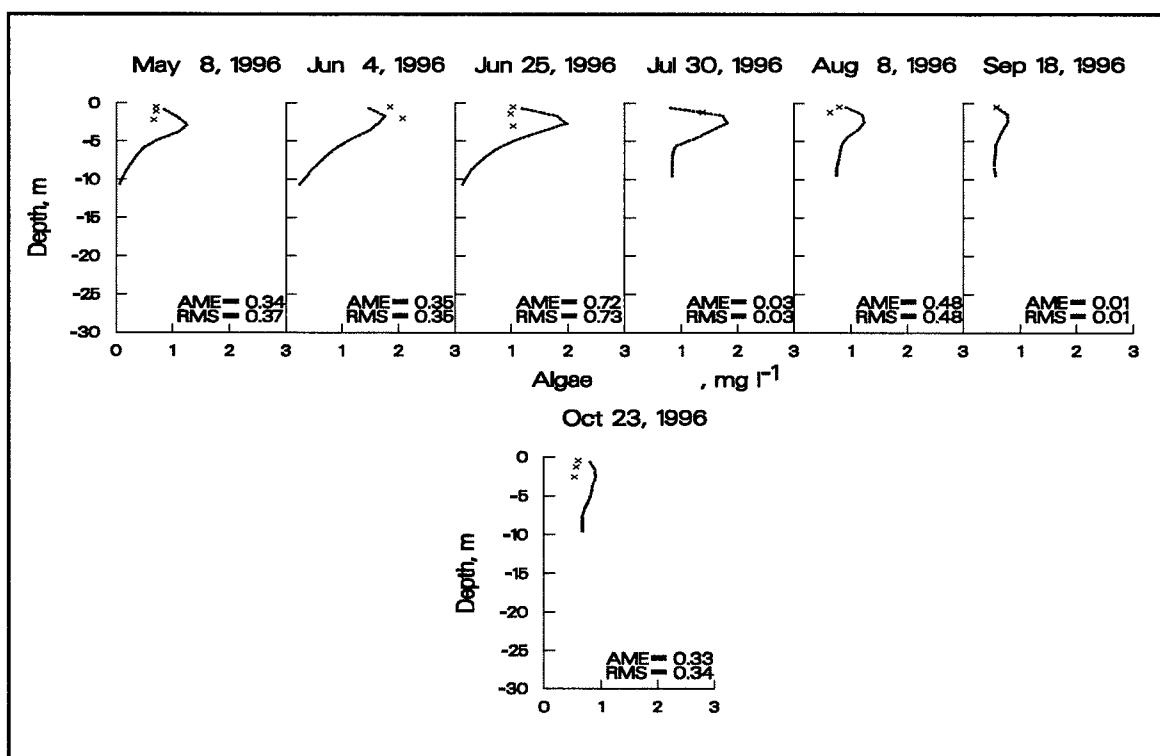 May 8, 1996 Jun 4, 1996 Jun 25, 1996 Jul 30, 1996 Aug 8, 1996 Sep 18, 1996
0
-5
-10
-15
-20
-25
-30
Depth, m
AME= 0.34 AME= 0.35 AME= 0.72 AME= 0.03 AME= 0.48 AME= 0.01
RMS= 0.37 RMS= 0.35 RMS= 0.73 RMS= 0.03 RMS= 0.48 RMS= 0.01
0 1 2 3 1 2 3 1 2 3 1 2 3 1 2 3 1 2 3
Algae , mg l-1
Oct 23, 1996
0
-5
-10
-15
-20
-25
-30
Depth, m
AME= 0.33
RMS= 0.34
0 1 2 3